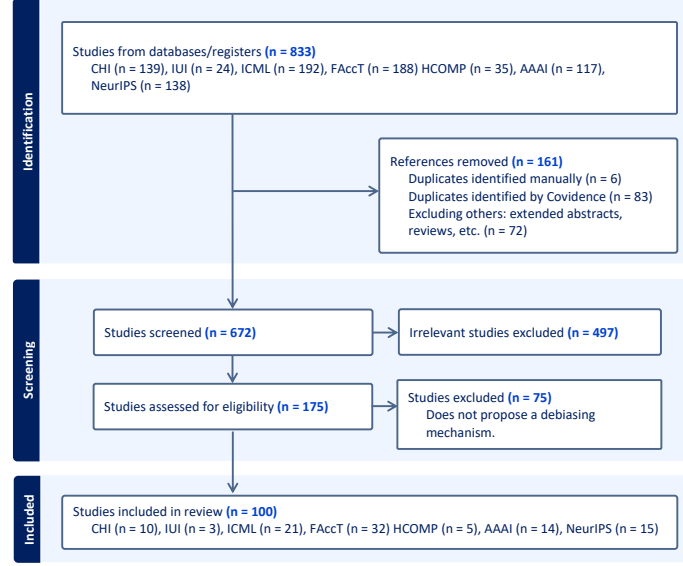 Identification
Studies from databases/registers (n = 833)
CHI (n = 139), IUI (n = 24), ICML (n = 192), FAccT (n = 188) HCOMP (n = 35), AAAI (n = 117),
NeurIPS (n = 138)
References removed (n = 161)
Duplicates identified manually (n = 6)
Duplicates identified by Covidence (n = 83)
Excluding others: extended abstracts,
reviews, etc. (n = 72)
Screening
Studies screened (n = 672)
Irrelevant studies excluded (n = 497)
Studies assessed for eligibility (n = 175)
Studies excluded (n = 75)
Does not propose a debiasing
mechanism.
Included
Studies included in review (n = 100)
CHI (n = 10), IUI (n = 3), ICML (n = 21), FAccT (n = 32) HCOMP (n = 5), AAAI (n = 14), NeurIPS (n = 15)